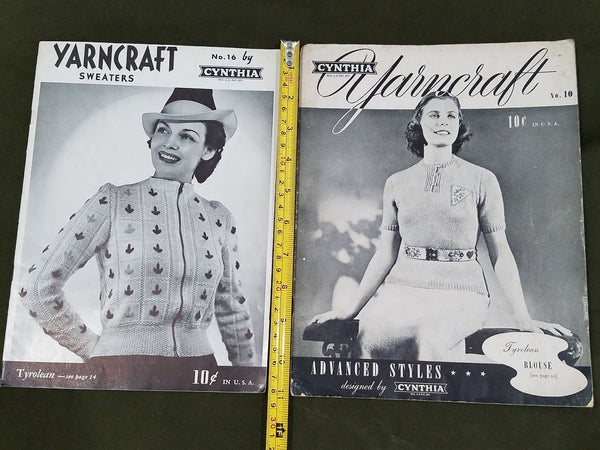 YARNCRAFT
SWEATERS
No. 16 by
CYNTHIA
Tyrolean — see page 14
10¢ IN U.S.A.
CYNTHIA
Yarncraft
No. 10
10¢ IN U.S.A.
Tyrolean
BLOUSE
ADVANCED STYLES ★ ★ ★
designed by CYNTHIA